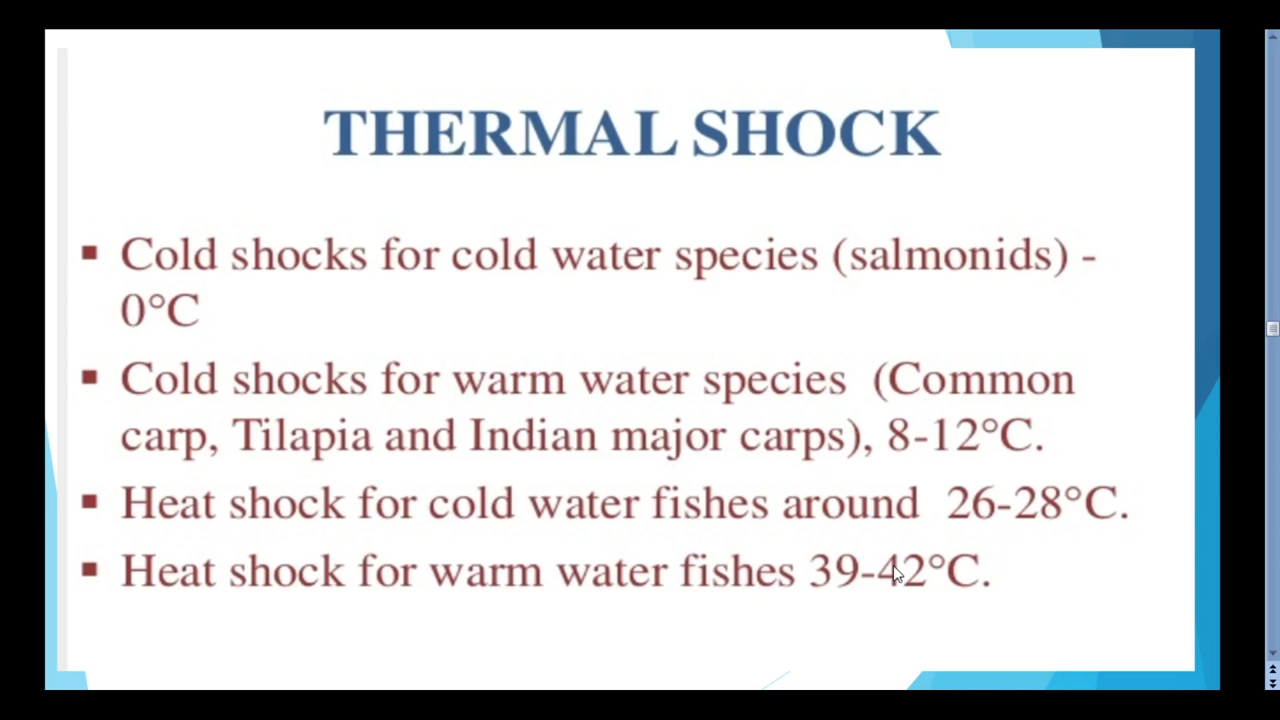 THERMAL SHOCK
▪ Cold shocks for cold water species (salmonids) -
0°C
▪ Cold shocks for warm water species (Common
carp, Tilapia and Indian major carps), 8-12°C.
▪ Heat shock for cold water fishes around 26-28°C.
▪ Heat shock for warm water fishes 39-42°C.